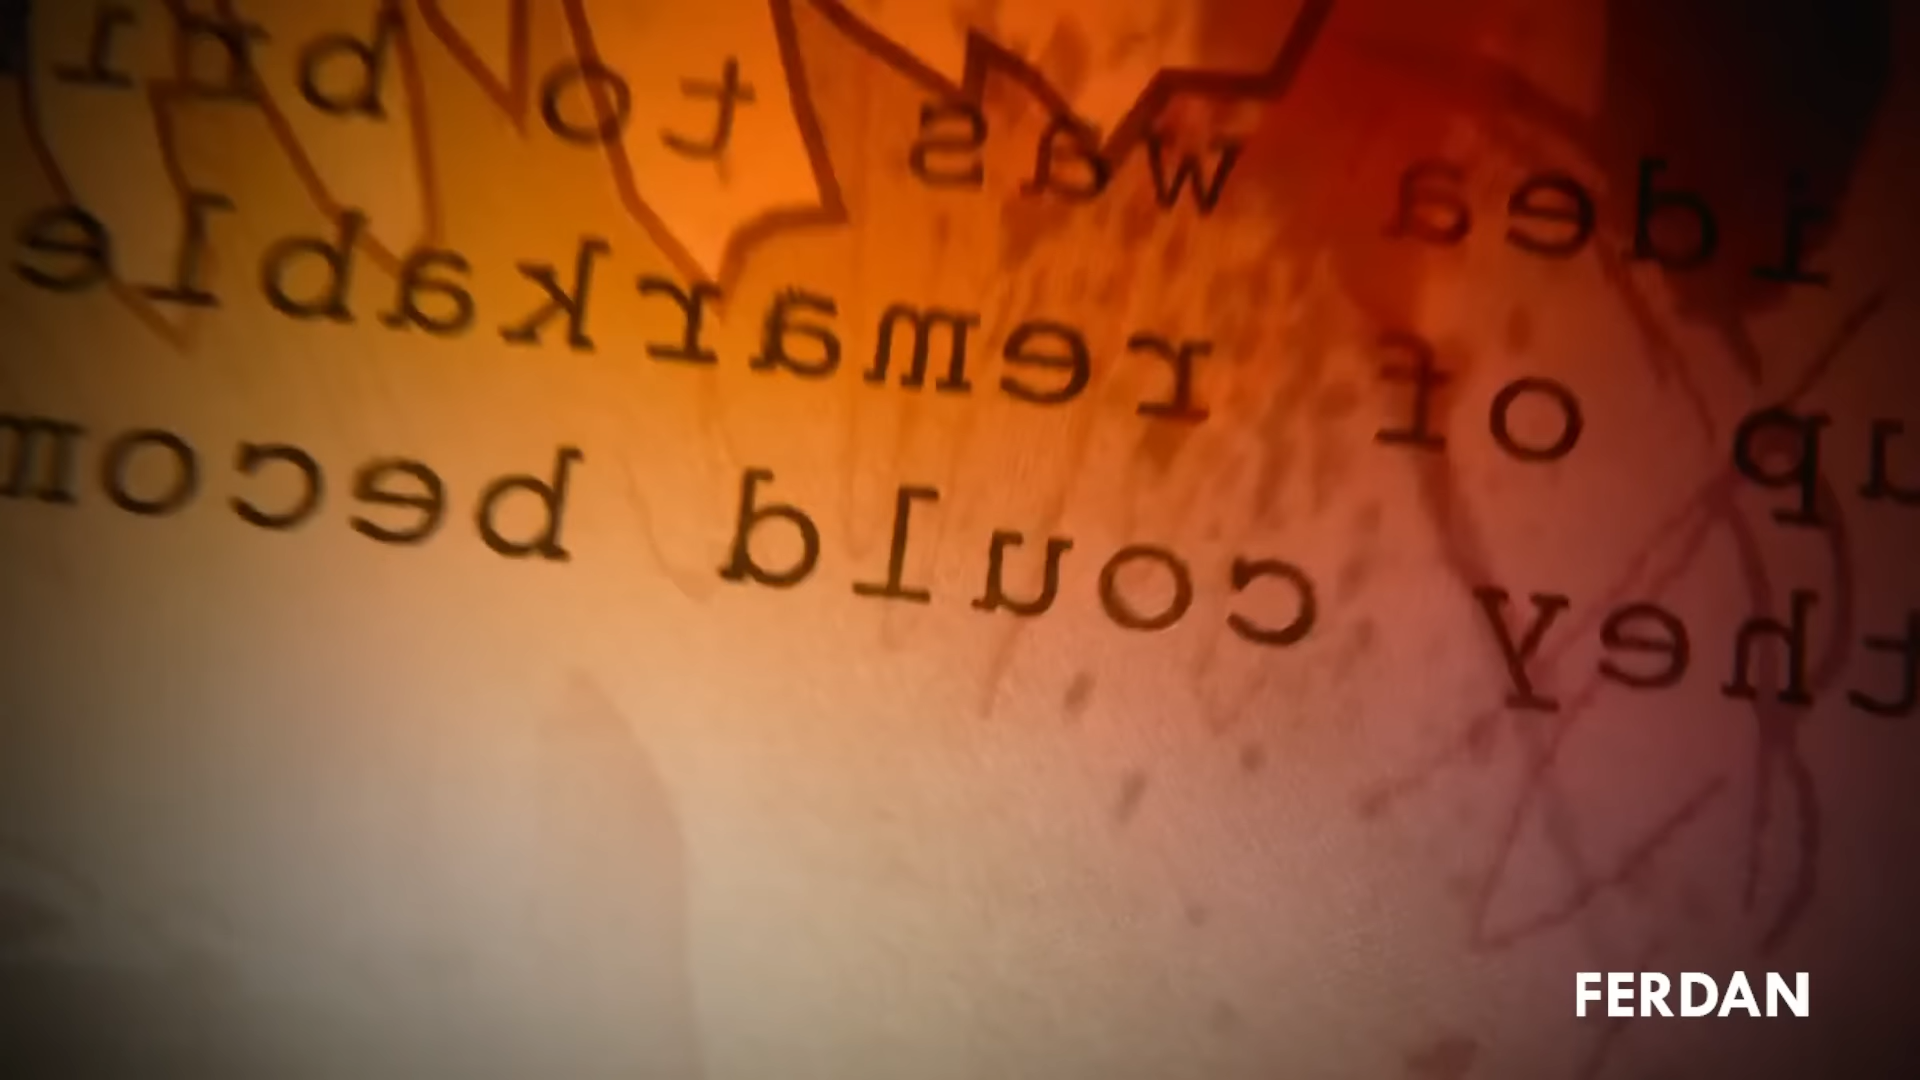 idea was to bri
up of remarkable
they could becom
FERDAN